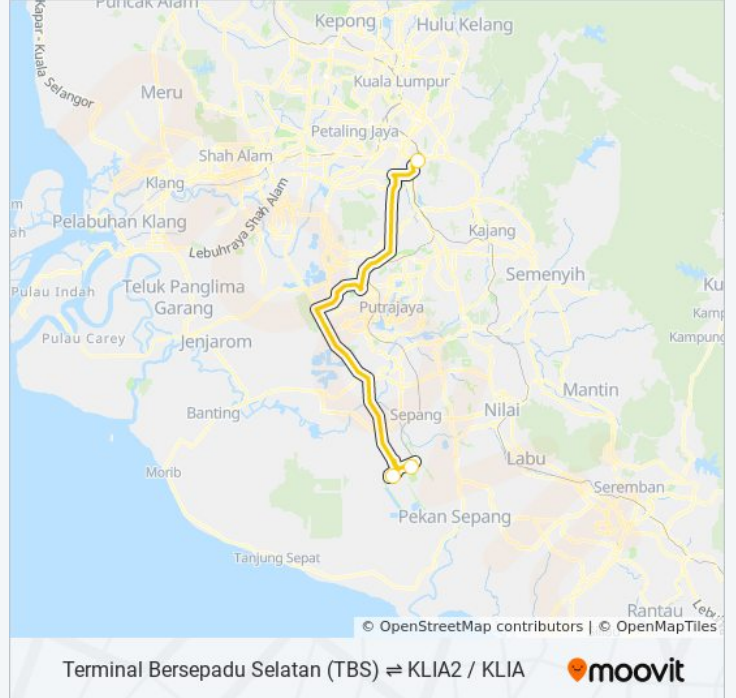 Puncak Alam
Kepong
Hulu Kelang
Kapar - Kuala Selangor
Kuala Lumpur
Meru
Petaling Jaya
Shah Alam
Klang
Lebuhraya Shah Alam
Pelabuhan Klang
Kajang
Semenyih
Pulau Indah
Teluk Panglima
Garang
Putrajaya
Pulau Carey
Jenjarom
Mantin
Banting
Sepang
Nilai
Labu
Morib
Seremban
Pekan Sepang
Tanjung Sepat
Rantau
© OpenStreetMap contributors | © OpenMapTiles
Terminal Bersepadu Selatan (TBS) ⇌ KLIA2 / KLIA
moovit